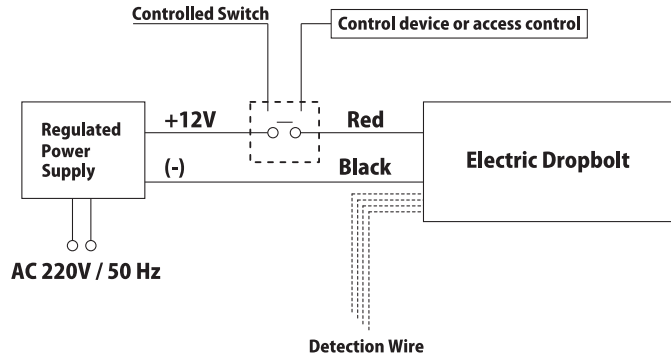 Controlled Switch
Control device or access control
Regulated
Power
Supply
+12V
Red
(-)
Black
Electric Dropbolt
AC 220V / 50 Hz
Detection Wire